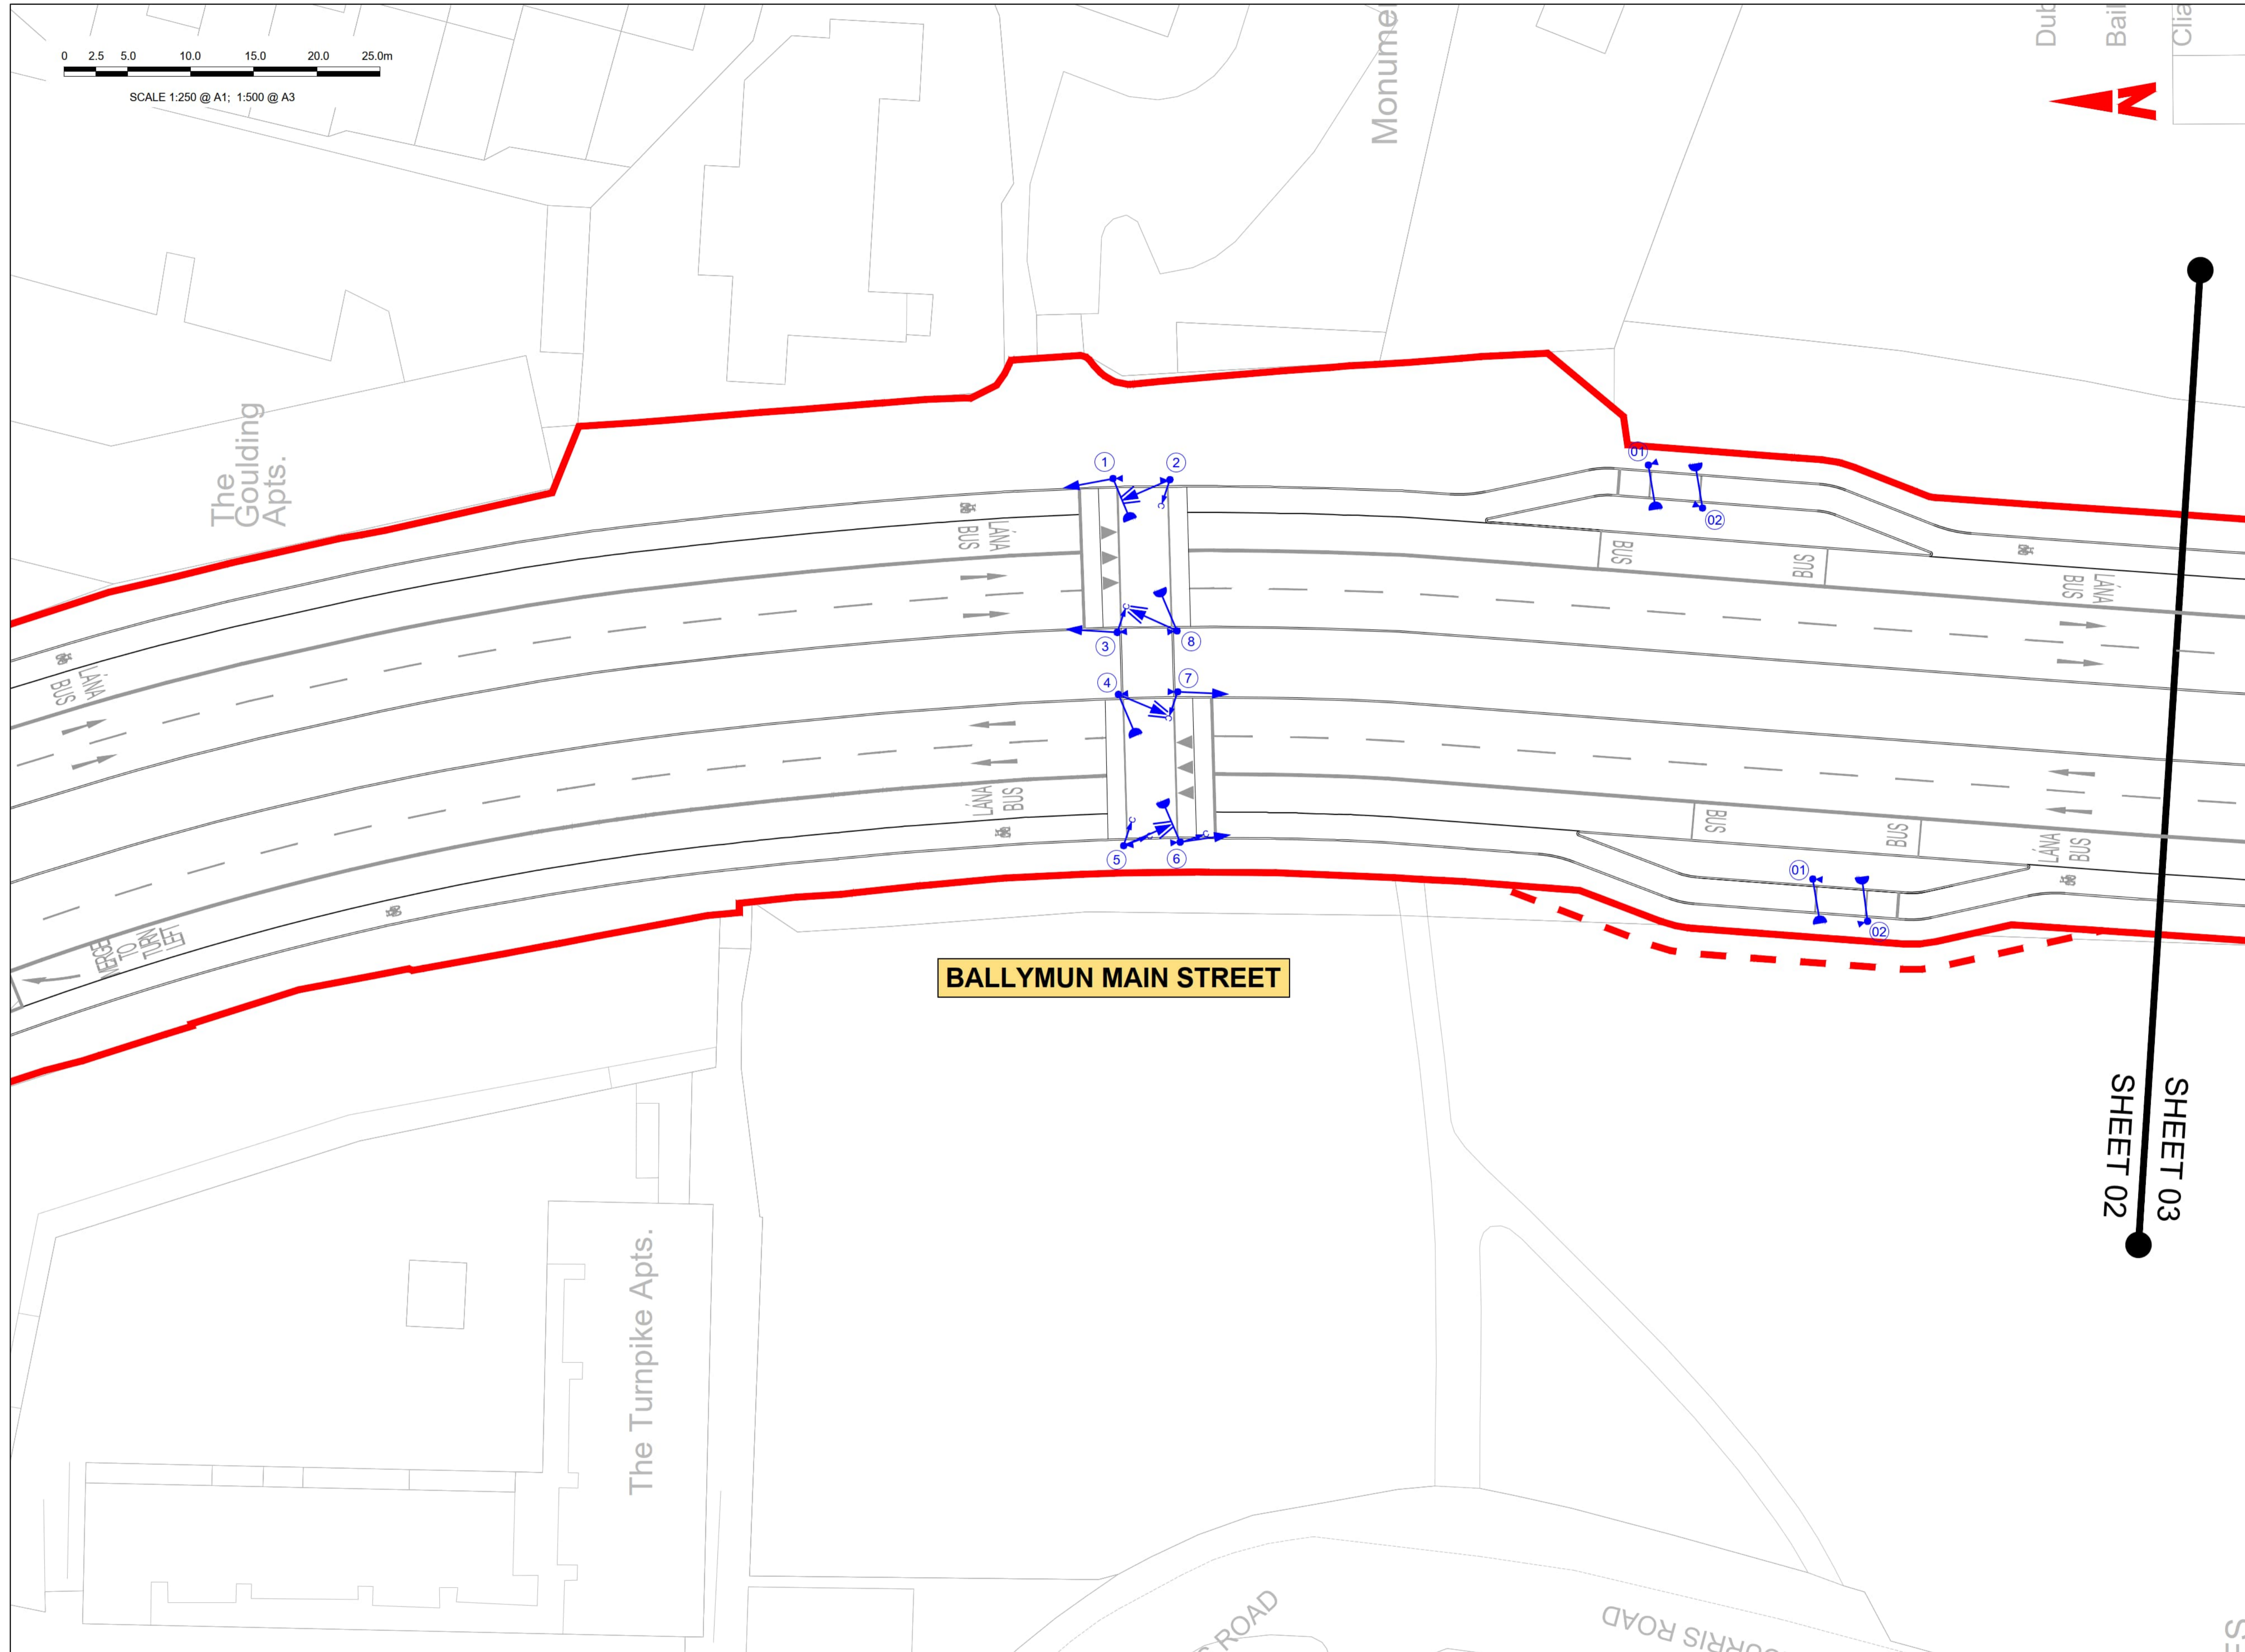 0 2.5 5.0 10.0 15.0 20.0 25.0m
SCALE 1:250 @ A1; 1:500 @ A3
N
The
Goulding
Apts.
1
2
01
02
LÁNA
BUS
BUS
BUS
LÁNA
BUS
3
8
4
7
LÁNA
BUS
LÁNA
BUS
BUS
BUS
LÁNA
BUS
5
6
01
02
MERGE
TO
TURN
LEFT
BALLYMUN MAIN STREET
SHEET 02
SHEET 03
The Turnpike Apts.
ROAD
ROAD